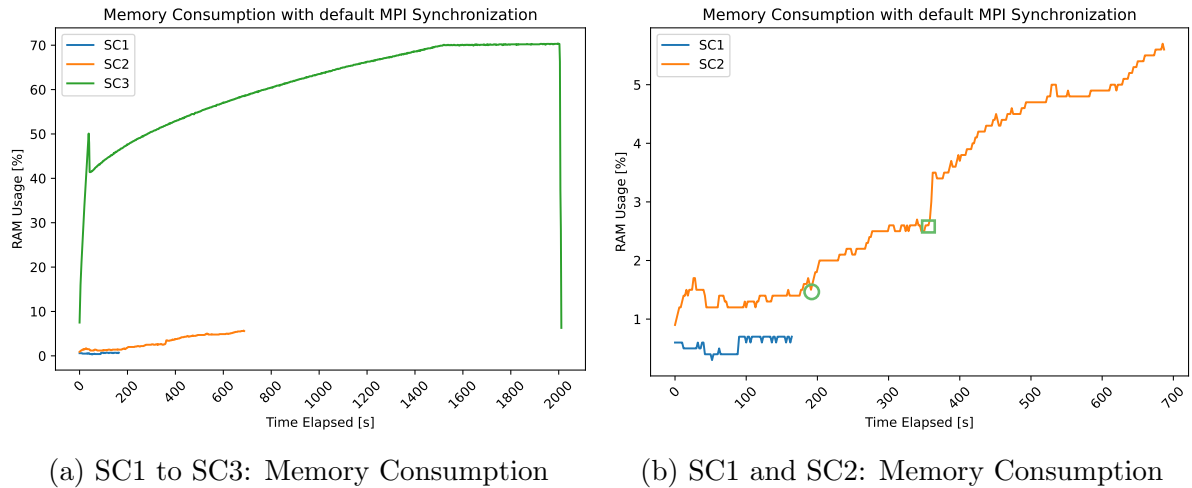 Memory Consumption with default MPI Synchronization
70
60
50
40
30
20
10
0
RAM Usage [%]
SC1
SC2
SC3
0
200
400
600
800
1000
1200
1400
1600
1800
2000
Time Elapsed [s]
(a) SC1 to SC3: Memory Consumption
Memory Consumption with default MPI Synchronization
5
4
3
2
1
RAM Usage [%]
SC1
SC2
0
100
200
300
400
500
600
700
Time Elapsed [s]
(b) SC1 and SC2: Memory Consumption